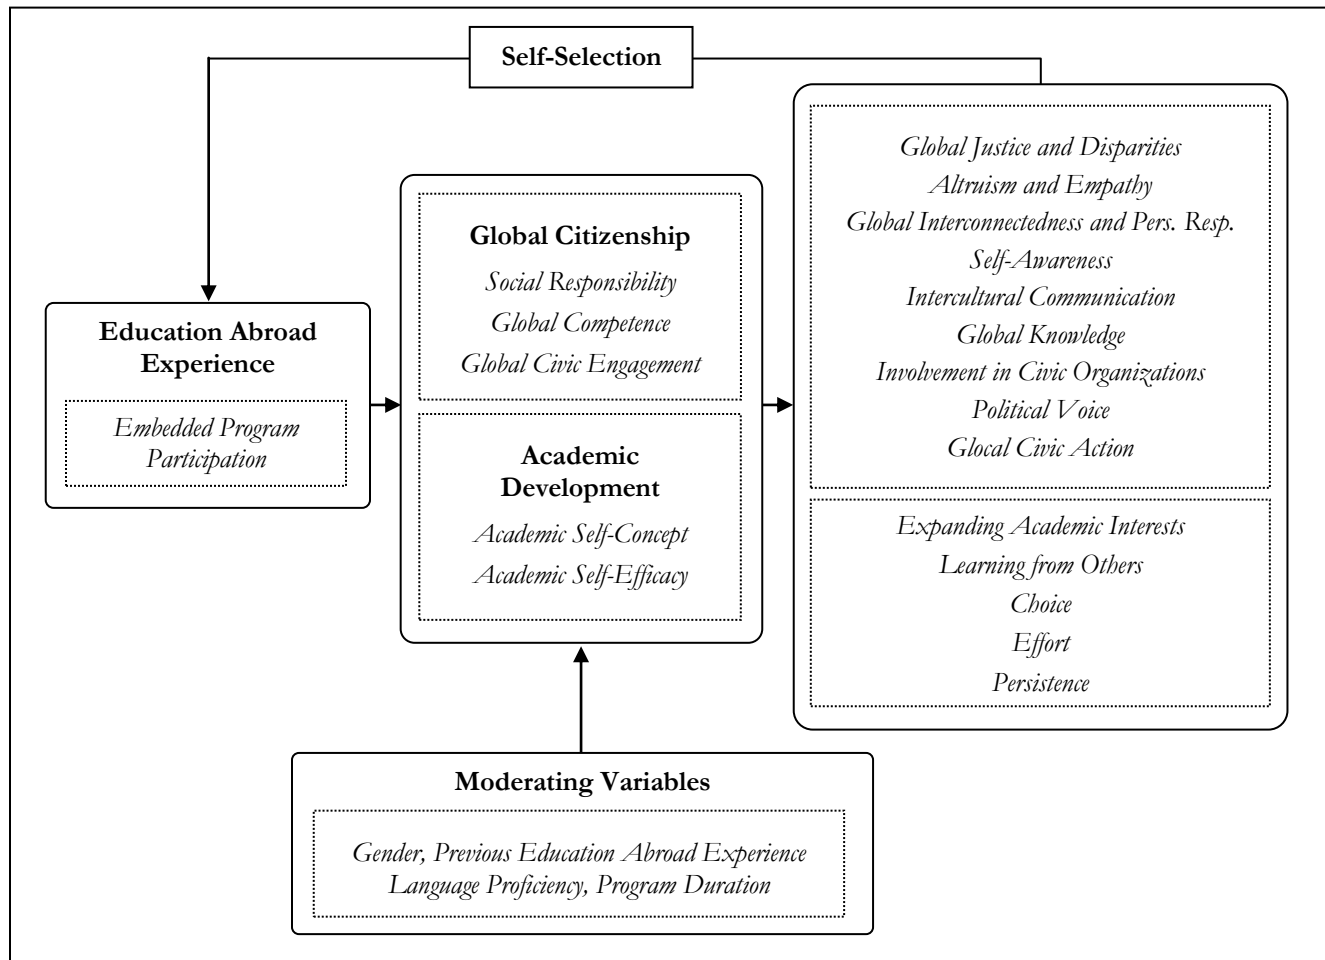 Self-Selection
Education Abroad
Experience
Embedded Program
Participation
Global Citizenship
Social Responsibility
Global Competence
Global Civic Engagement
Academic
Development
Academic Self-Concept
Academic Self-Efficacy
Global Justice and Disparities
Altruism and Empathy
Global Interconnectedness and Pers. Resp.
Self-Awareness
Intercultural Communication
Global Knowledge
Involvement in Civic Organizations
Political Voice
Glocal Civic Action
Expanding Academic Interests
Learning from Others
Choice
Effort
Persistence
Moderating Variables
Gender, Previous Education Abroad Experience
Language Proficiency, Program Duration